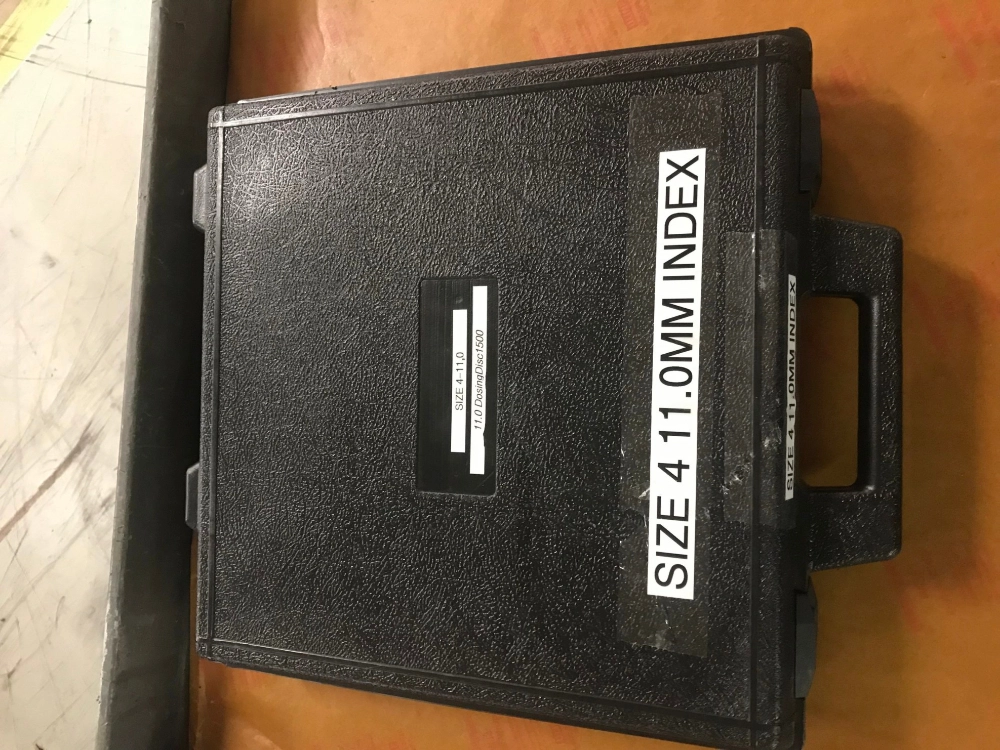 SIZE 4-11.0
11.0 DosingDisc1500
SIZE 4 11.0MM INDEX
SIZE 4 11.0MM INDEX